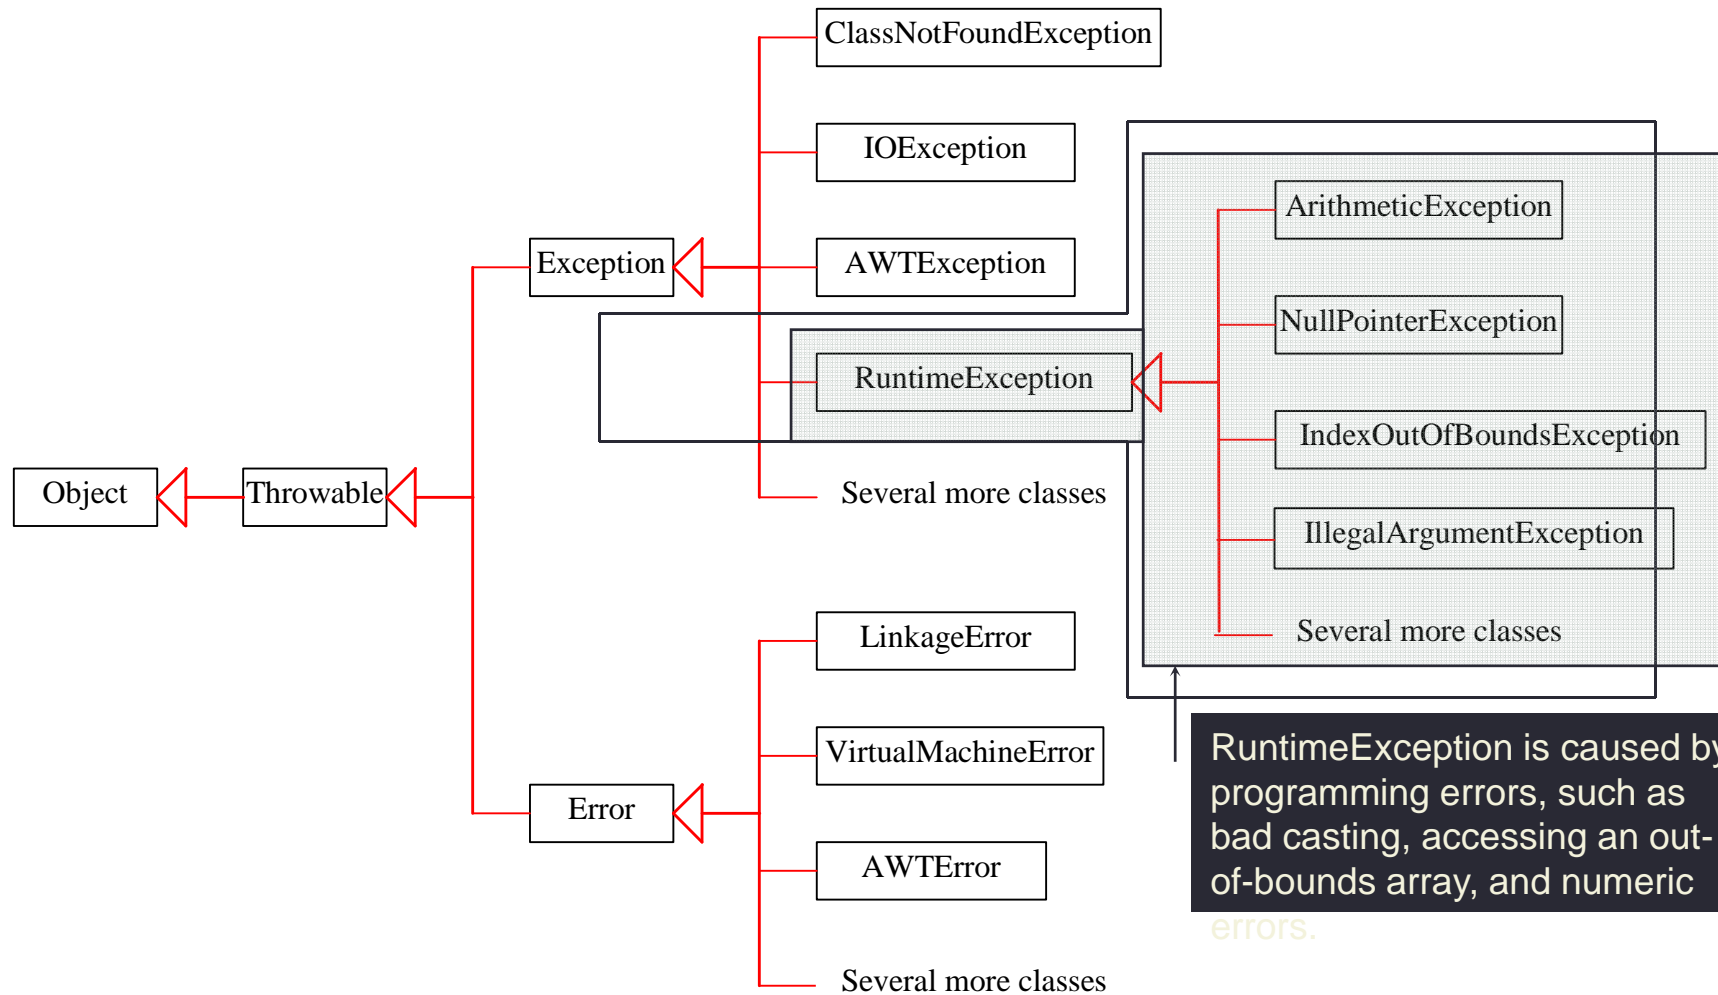 ClassNotFoundException
IOException
ArithmeticException
Exception
AWTException
NullPointerException
RuntimeException
IndexOutOfBoundsException
Object
Throwable
Several more classes
IllegalArgumentException
LinkageError
Several more classes
VirtualMachineError
RuntimeException is caused by
programming errors, such as
bad casting, accessing an out-
of-bounds array, and numeric
errors.
Error
AWTError
Several more classes